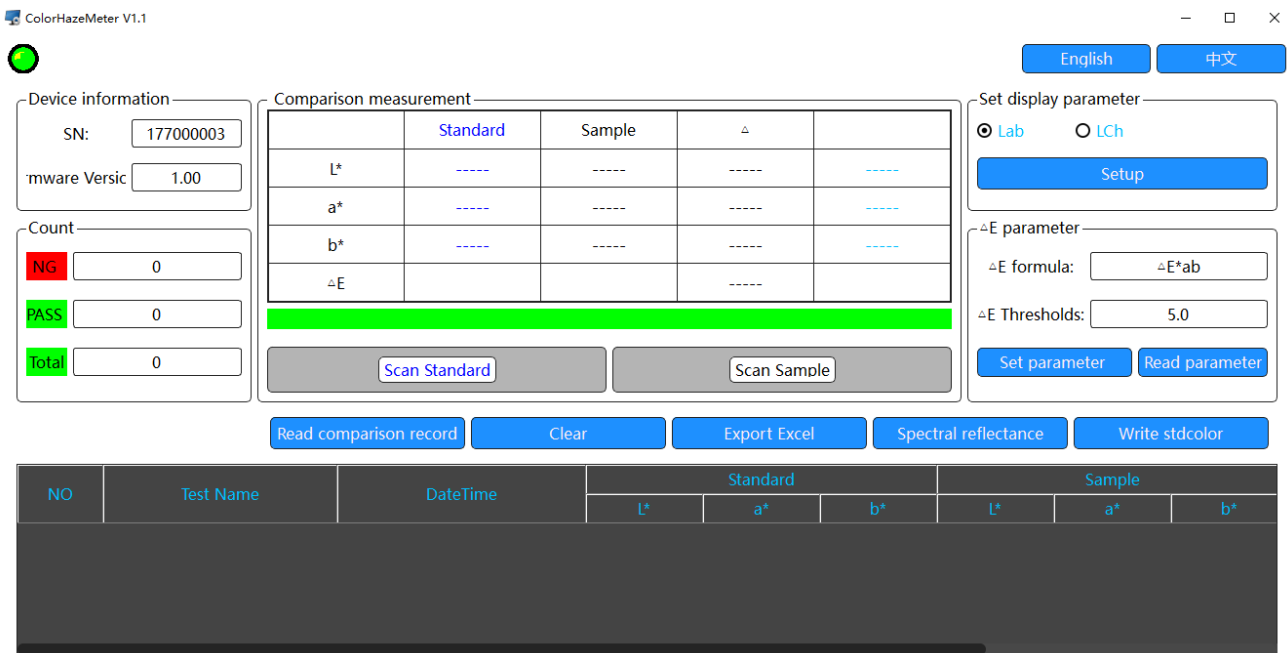 ColorHazeMeter V1.1
English 中文
Device information
SN: 177000003
mware Versic 1.00
Count
NG 0
PASS 0
Total 0
Comparison measurement
Standard Sample △
L* ----- ----- ----- -----
a* ----- ----- ----- -----
b* ----- ----- ----- -----
△E -----
Scan Standard Scan Sample
Set display parameter
Lab LCh
Setup
△E parameter
△E formula: △E*ab
△E Thresholds: 5.0
Set parameter Read parameter
Read comparison record Clear Export Excel Spectral reflectance Write stdcolor
NO Test Name DateTime Standard Sample
L* a* b* L* a* b*